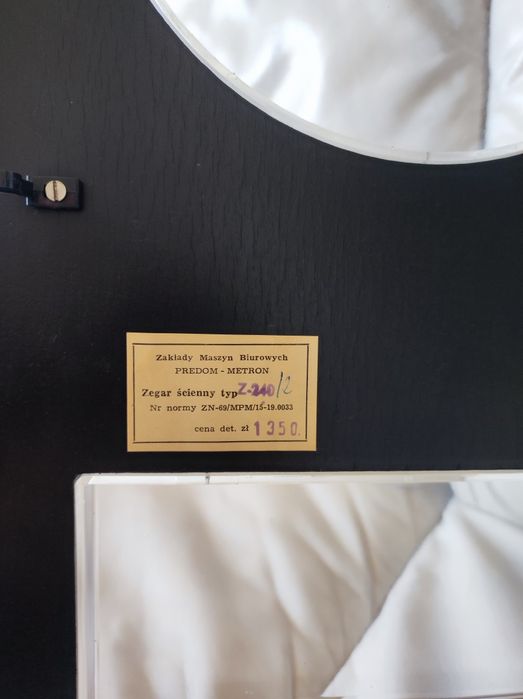 Zakłady Maszyn Biurowych
PREDOM - METRON
Zegar ścienny typ Z-240/2
Nr normy ZN-69/MPM/15-19.0033
cena det. zł 1350.